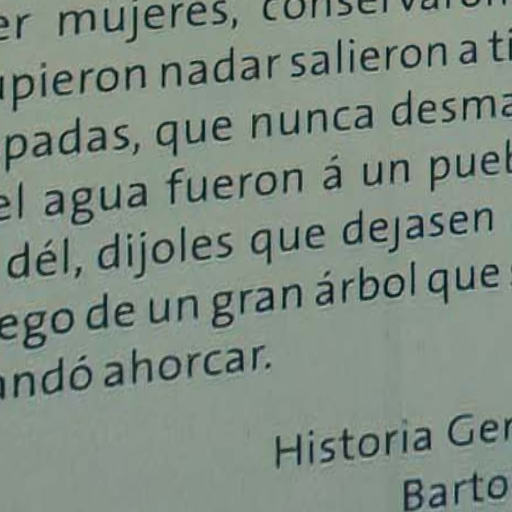 er mujeres, conservaron
upieron nadar salieron a ti
padas, que nunca desma
el agua fueron á un pueb
dél, dijoles que dejasen
ego de un gran árbol que
andó ahorcar.
Historia Ger
Barto